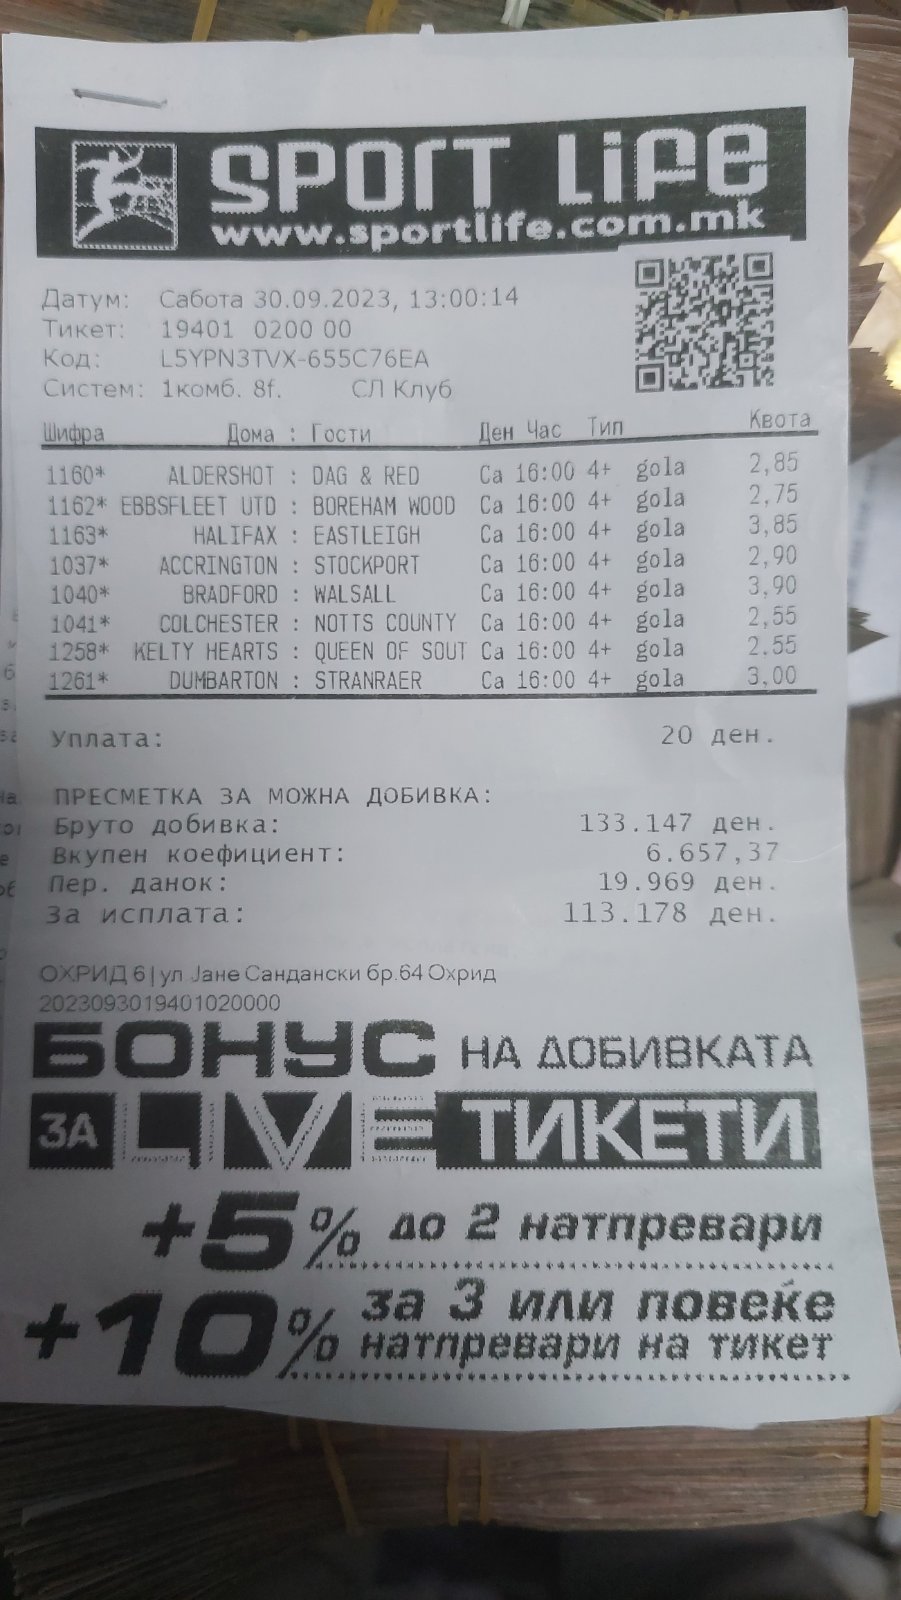 SPORT LIFE
www.sportlife.com.mk
Датум: Сабота 30.09.2023, 13:00:14
Тикет: 19401 0200 00
Код: L5YPN3TVX-655C76EA
Систем: 1комб. 8f. СЛ Клуб
Шифра Дома : Гости Ден Час Тип Квота
1160* ALDERSHOT : DAG & RED Са 16:00 4+ gola 2,85
1162* EBBSFLEET UTD : BOREHAM WOOD Са 16:00 4+ gola 2,75
1163* HALIFAX : EASTLEIGH Са 16:00 4+ gola 3,85
1037* ACCRINGTON : STOCKPORT Са 16:00 4+ gola 2,90
1040* BRADFORD : WALSALL Са 16:00 4+ gola 3,90
1041* COLCHESTER : NOTTS COUNTY Са 16:00 4+ gola 2,55
1258* KELTY HEARTS : QUEEN OF SOUT Са 16:00 4+ gola 2,55
1261* DUMBARTON : STRANRAER Са 16:00 4+ gola 3,00
Уплата: 20 ден.
ПРЕСМЕТКА ЗА МОЖНА ДОБИВКА:
Бруто добивка: 133.147 ден.
Вкупен коефициент: 6.657,37
Пер. данок: 19.969 ден.
За исплата: 113.178 ден.
ОХРИД 6 | ул Јане Сандански бр.64 Охрид
2023093019401020000
БОНУС НА ДОБИВКАТА
ЗА LIVE ТИКЕТИ
+5% до 2 натпревари
+10% за 3 или повеќе
натпревари на тикет